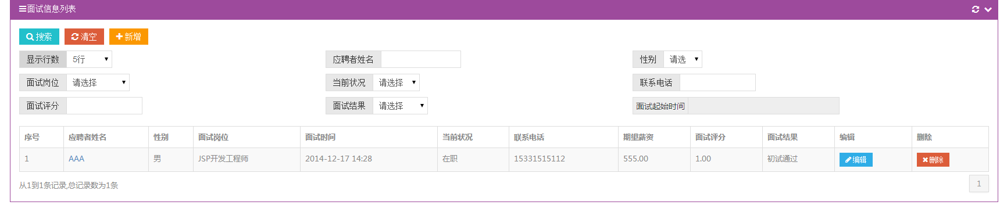 面试信息列表
搜索 清空 新增
显示行数 5行 应聘者姓名 性别 请选
面试岗位 请选择 当前状况 请选择 联系电话
面试评分 面试结果 请选择 面试起始时间
序号 应聘者姓名 性别 面试岗位 面试时间 当前状况 联系电话 期望薪资 面试评分 面试结果 编辑 删除
1 AAA 男 JSP开发工程师 2014-12-17 14:28 在职 15331515112 555.00 1.00 初试通过 编辑 删除
从1到1条记录,总记录数为1条 1